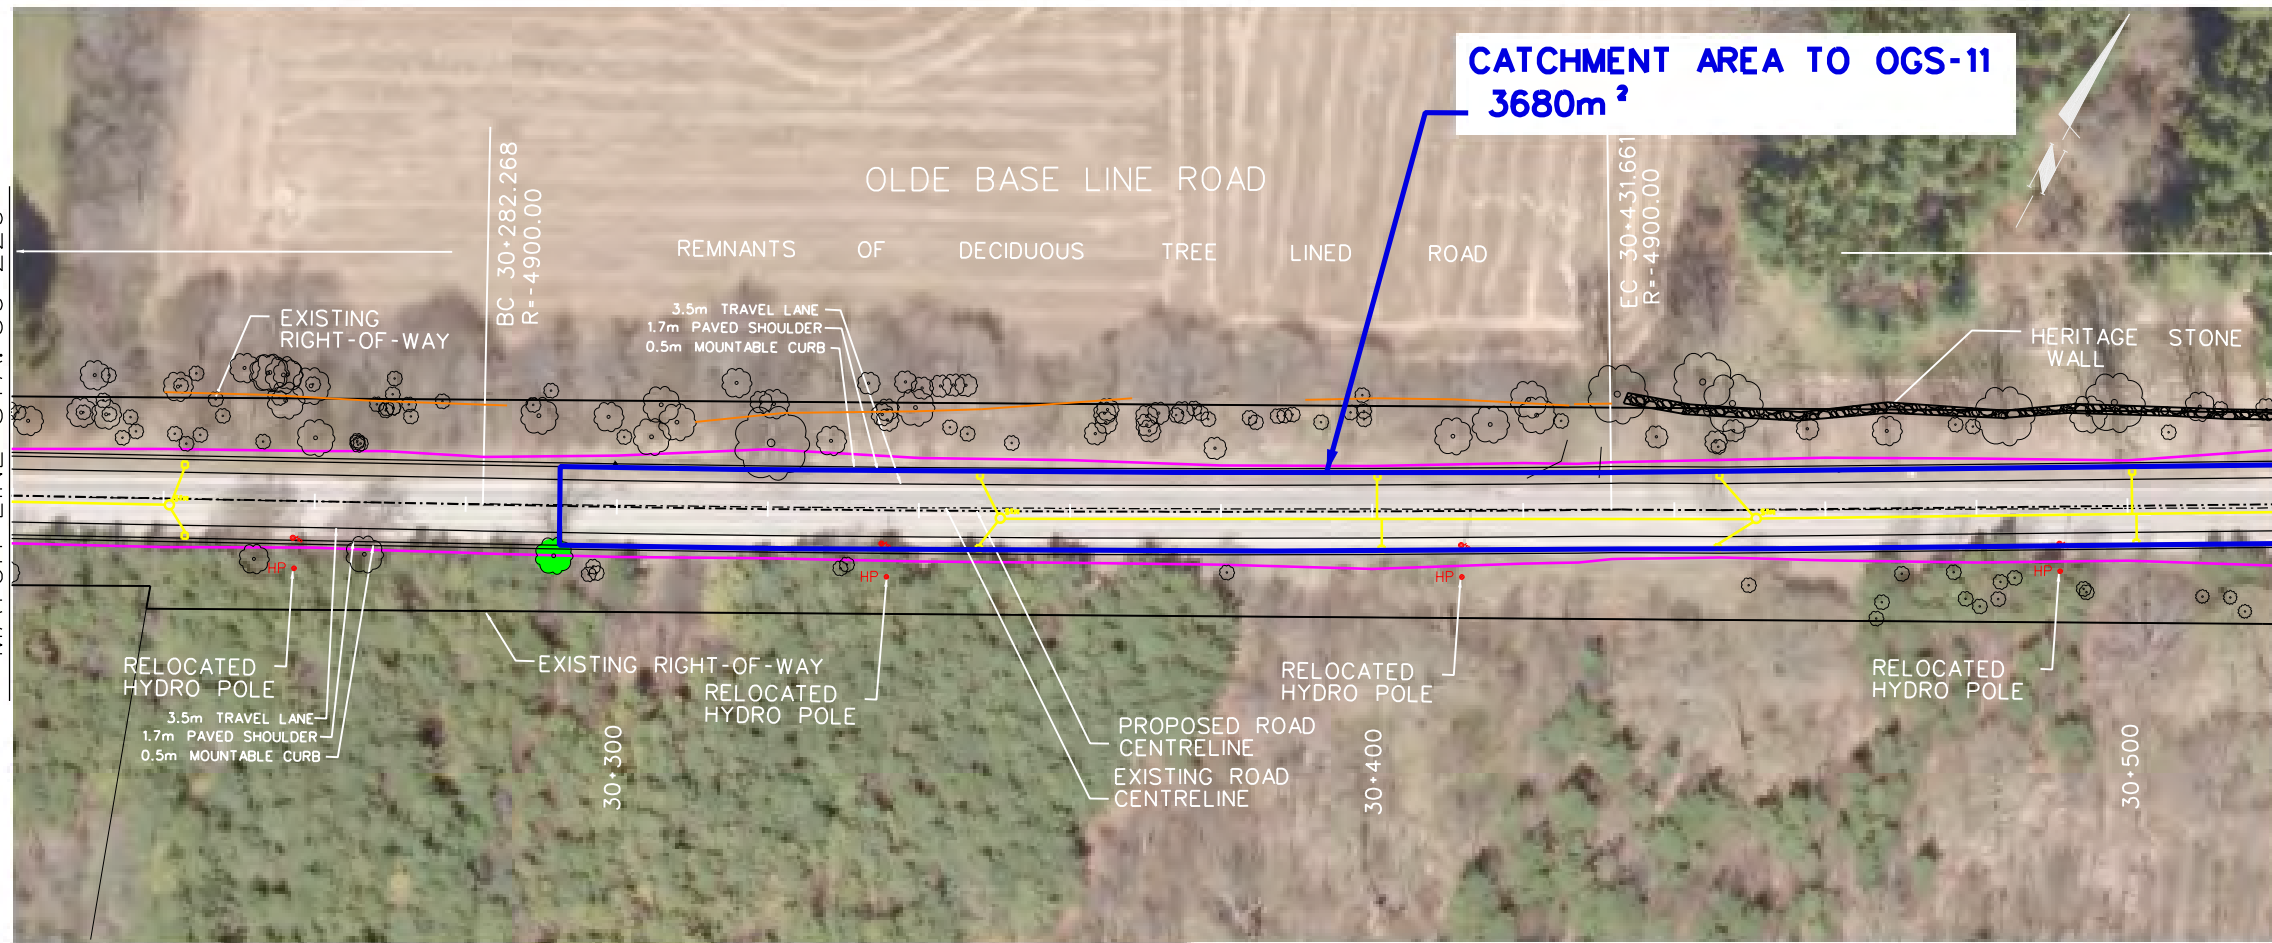 CATCHMENT AREA TO OGS-11
3680m²
OLDE BASE LINE ROAD
REMNANTS OF DECIDUOUS TREE LINED ROAD
BC 30+282.268
R=-4900.00
EC 30+431.661
R=-4900.00
EXISTING
RIGHT-OF-WAY
3.5m TRAVEL LANE
1.7m PAVED SHOULDER
0.5m MOUNTABLE CURB
HERITAGE STONE
WALL
HP
HP
HP
HP
RELOCATED
HYDRO POLE
3.5m TRAVEL LANE
1.7m PAVED SHOULDER
0.5m MOUNTABLE CURB
EXISTING RIGHT-OF-WAY
RELOCATED
HYDRO POLE
RELOCATED
HYDRO POLE
RELOCATED
HYDRO POLE
PROPOSED ROAD
CENTRELINE
EXISTING ROAD
CENTRELINE
30+300
30+400
30+500